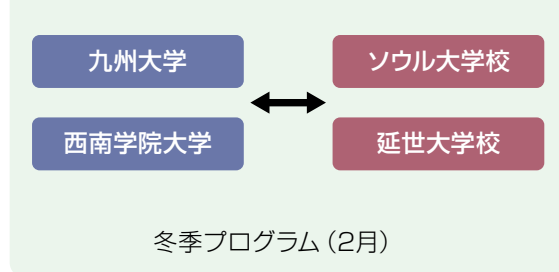 九州大学
ソウル大学校
西南学院大学
延世大学校
冬季プログラム（2月）